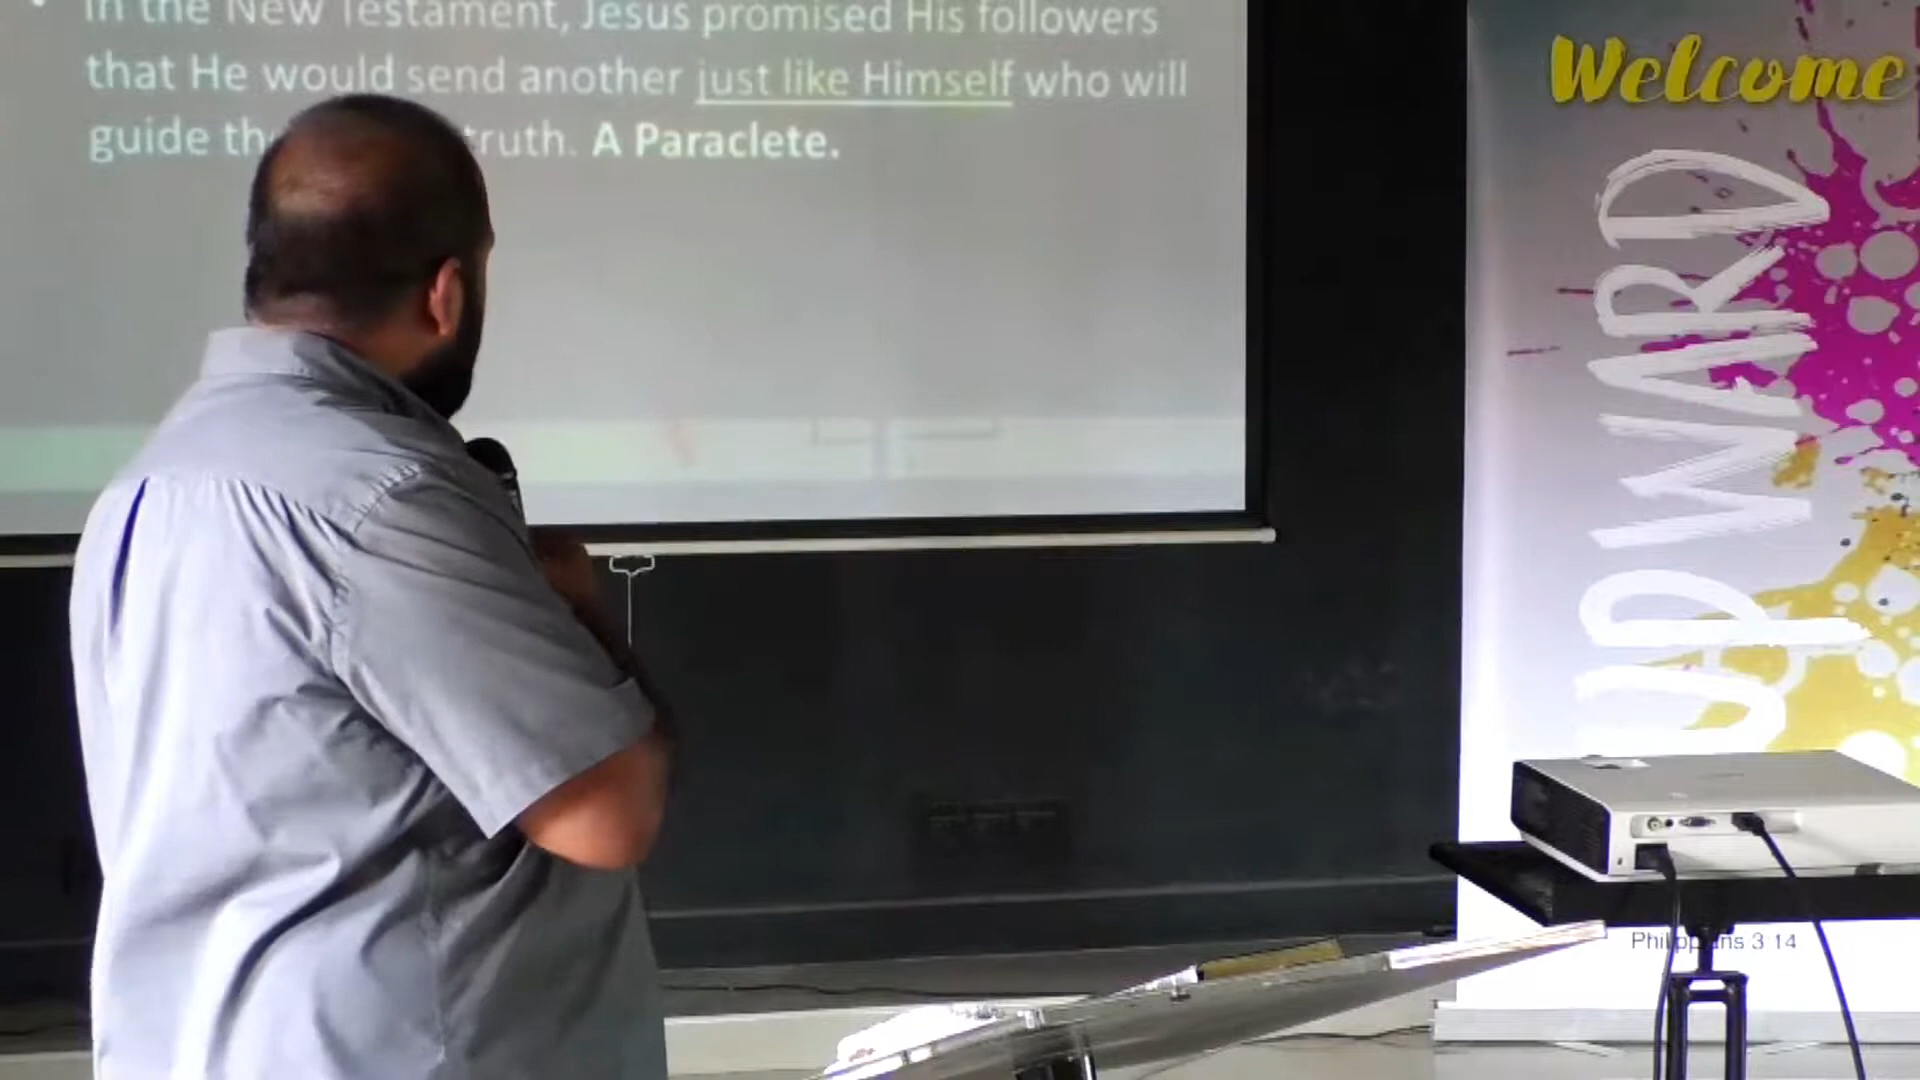 In the New Testament, Jesus promised His followers
that He would send another just like Himself who will
guide truth. A Paraclete.
Welcome
UPWARD
Philippians 3 14